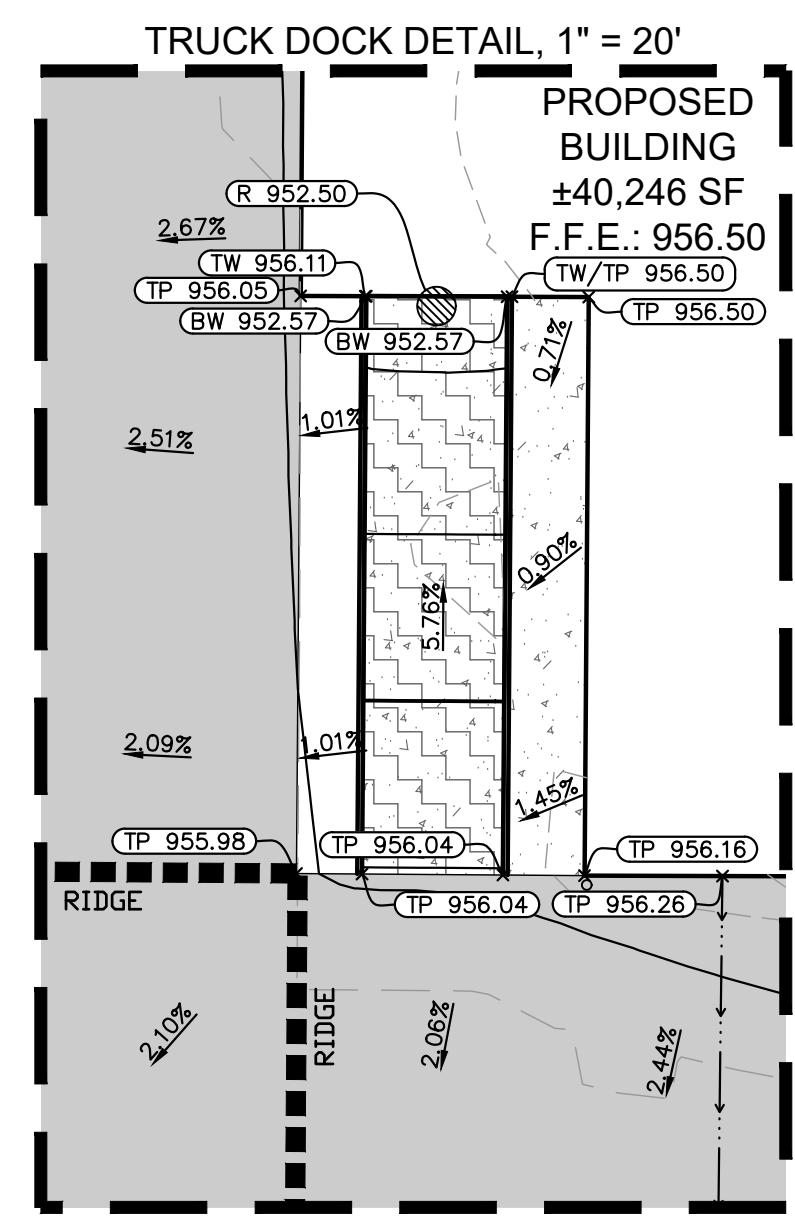 TRUCK DOCK DETAIL, 1" = 20'
PROPOSED
BUILDING
±40,246 SF
F.F.E.: 956.50
R 952.50
2.67%
TW 956.11
TW/TP 956.50
TP 956.05
TP 956.50
BW 952.57
BW 952.57
0.71%
1.01%
2.51%
0.90%
5.76%
2.09%
1.01%
1.45%
TP 955.98
TP 956.04
TP 956.16
RIDGE
TP 956.04
TP 956.26
RIDGE
2.10%
2.06%
2.44%